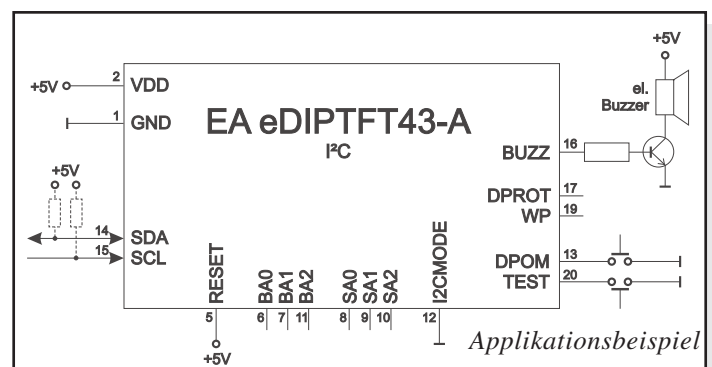 +5V
+5V
2
VDD
1
GND
EA eDIPTFT43-A
I²C
el.
Buzzer
BUZZ
16
DPROT
17
WP
19
+5V
14
SDA
15
SCL
DPOM
13
TEST
20
RESET
BA0
BA1
BA2
SA0
SA1
SA2
I2CMODE
5
6
7
11
8
9
10
12
+5V
Applikationsbeispiel